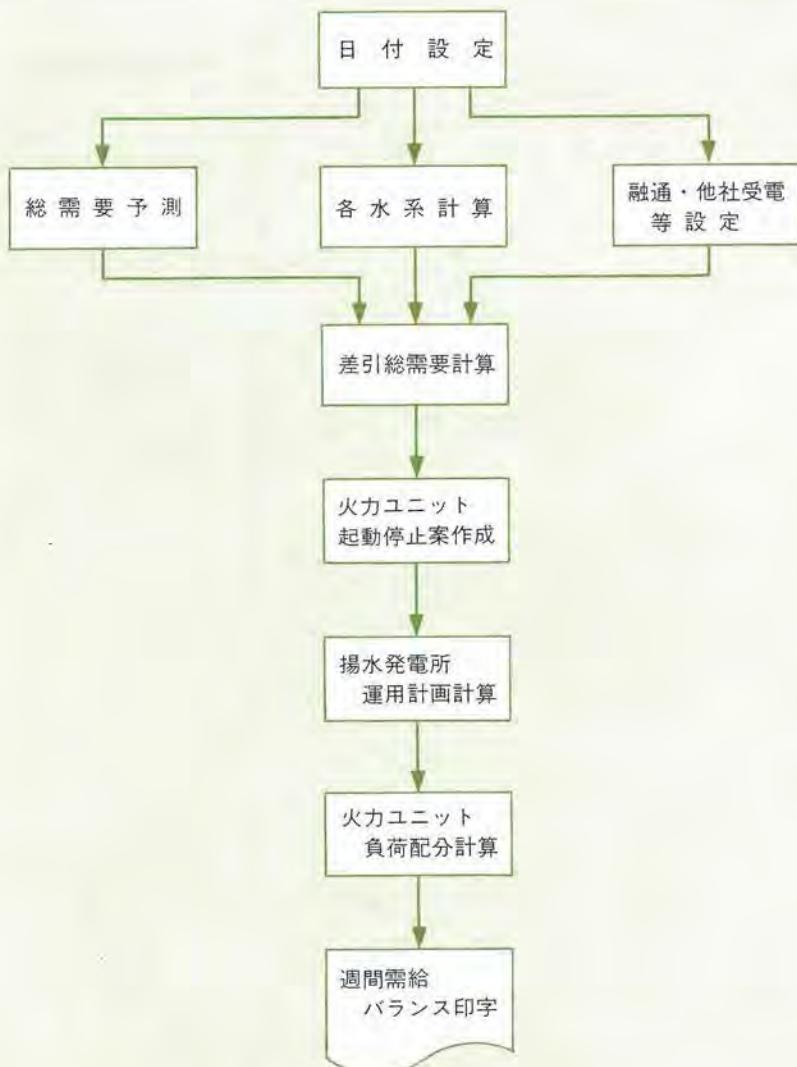 日付設定
総需要予測
各水系計算
融通・他社受電
等設定
差引総需要計算
火力ユニット
起動停止案作成
揚水発電所
運用計画計算
火力ユニット
負荷配分計算
週間需給
バランス印字